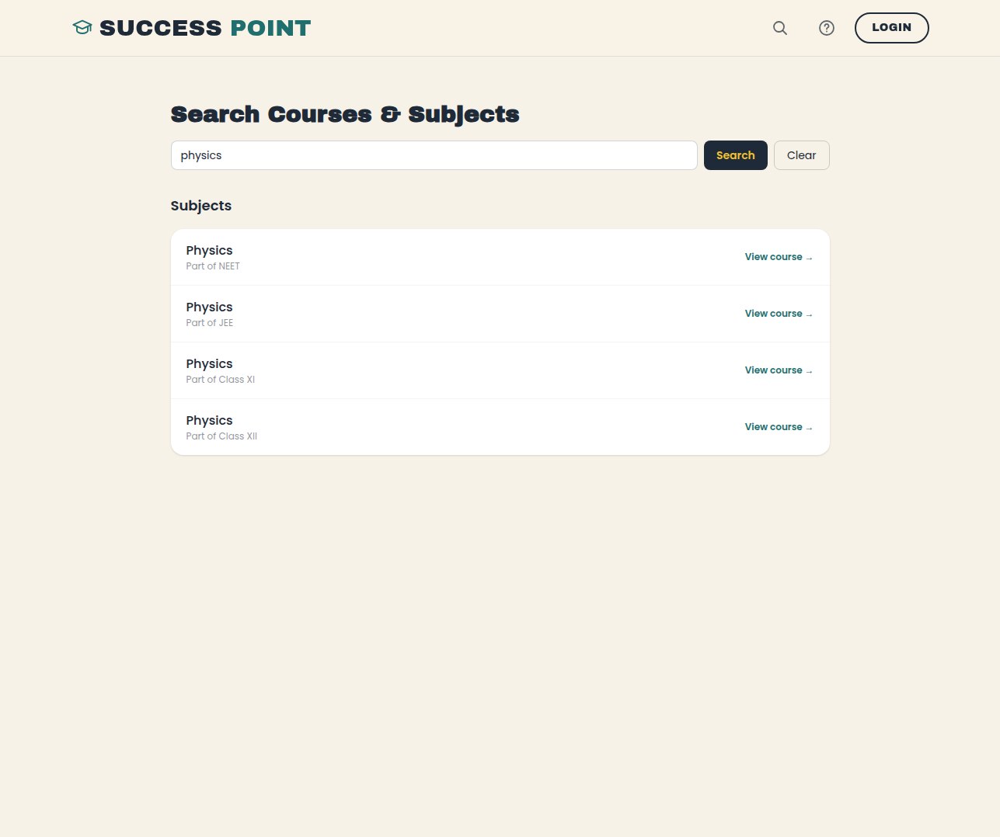 SUCCESS POINT
LOGIN
Search Courses & Subjects
physics
Search
Clear
Subjects
Physics
Part of NEET
View course →
Physics
Part of JEE
View course →
Physics
Part of Class XI
View course →
Physics
Part of Class XII
View course →